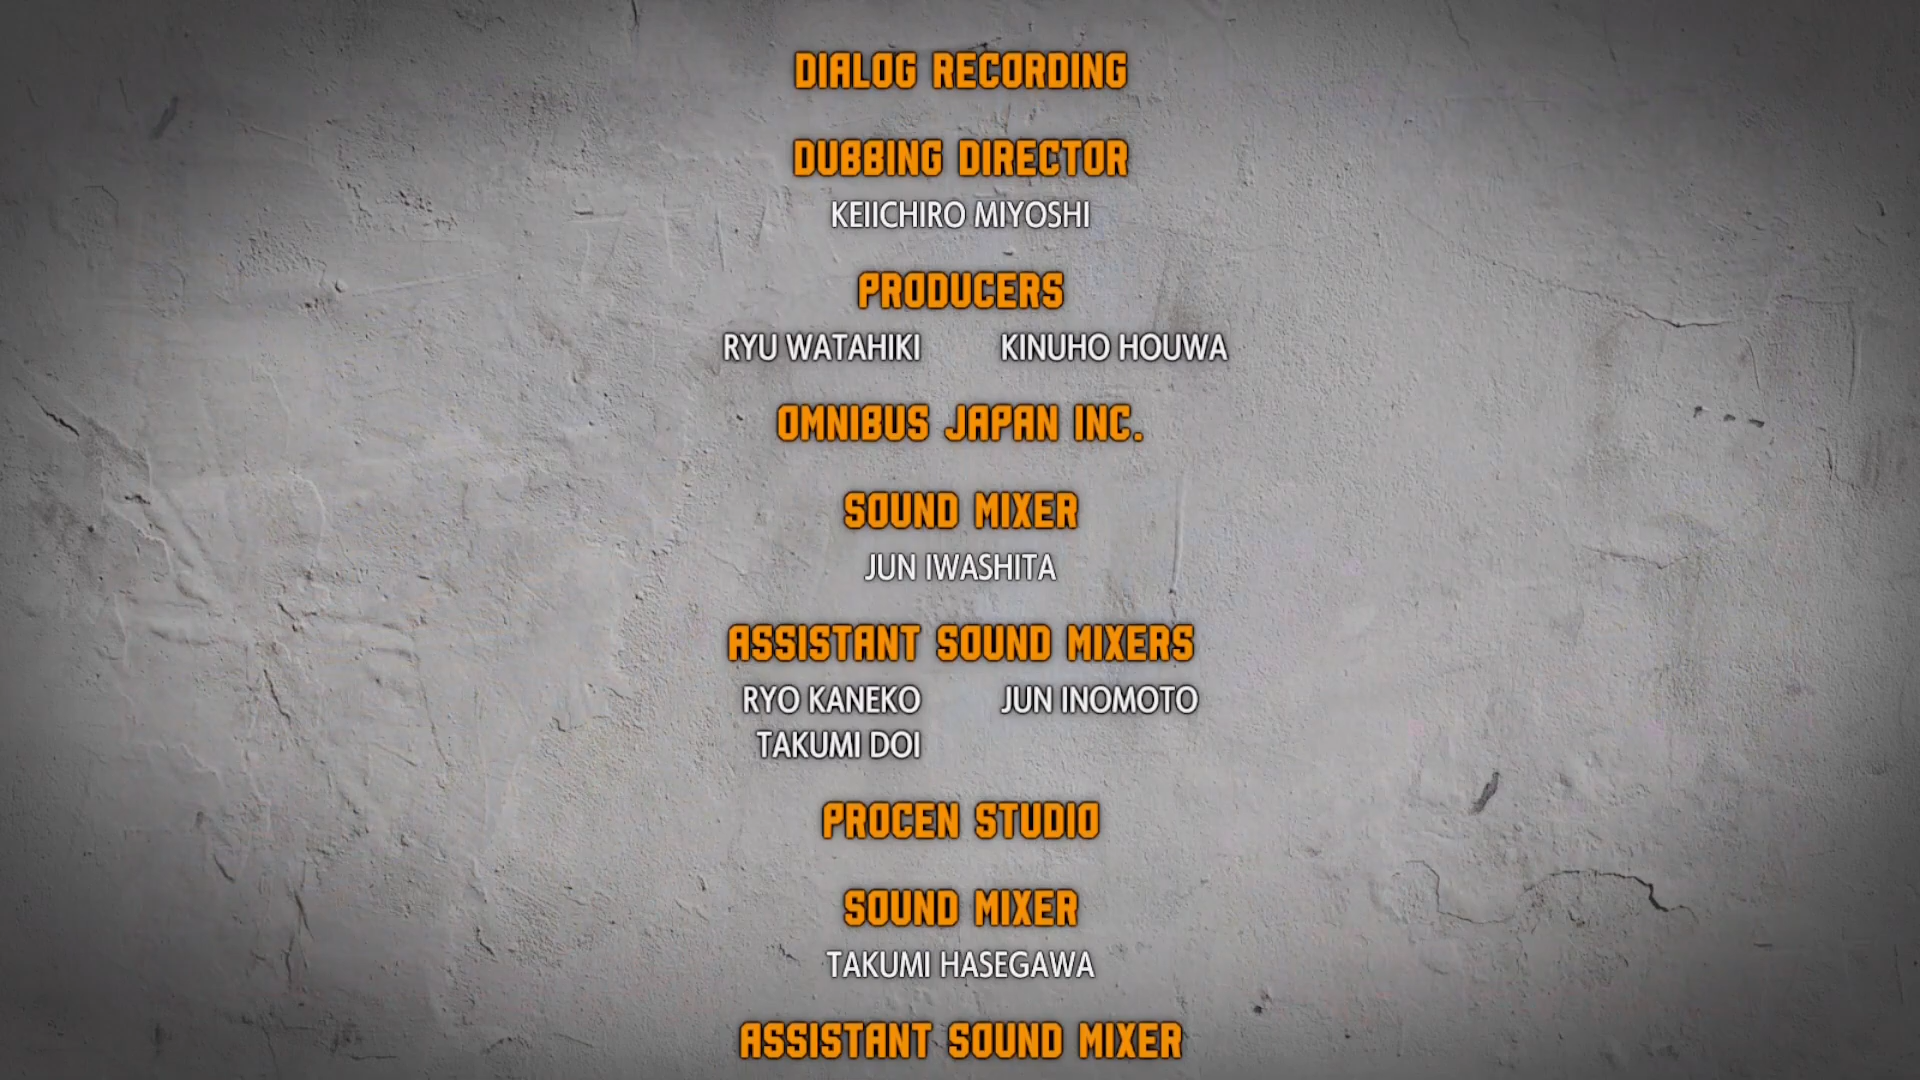 DIALOG RECORDING
DUBBING DIRECTOR
KEIICHIRO MIYOSHI
PRODUCERS
RYU WATAHIKI KINUHO HOUWA
OMNIBUS JAPAN INC.
SOUND MIXER
JUN IWASHITA
ASSISTANT SOUND MIXERS
RYO KANEKO JUN INOMOTO
TAKUMI DOI
PROCEN STUDIO
SOUND MIXER
TAKUMI HASEGAWA
ASSISTANT SOUND MIXER